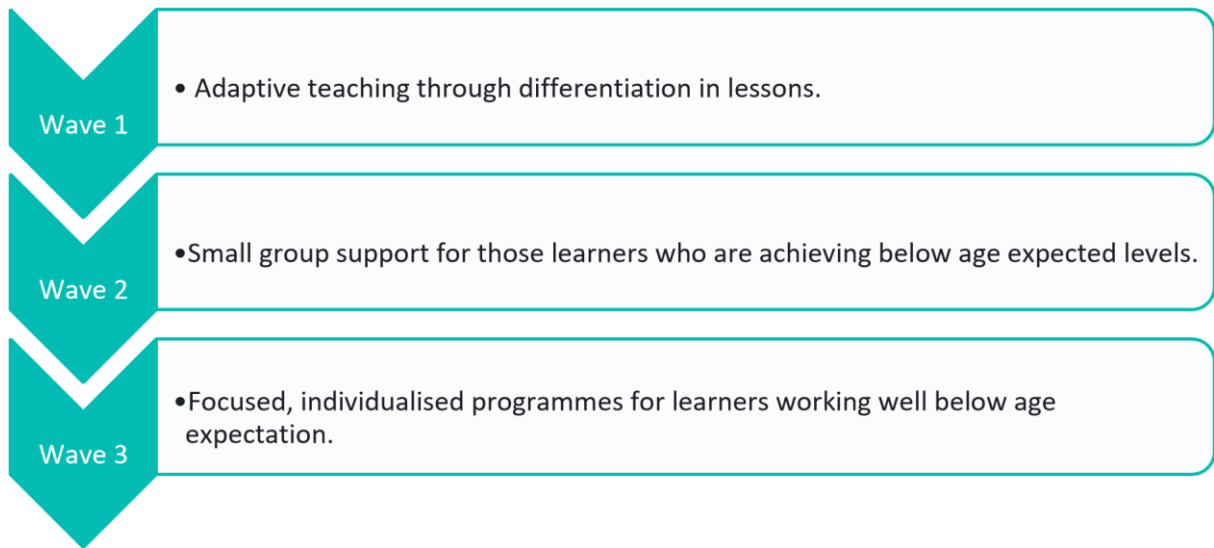 Wave 1
• Adaptive teaching through differentiation in lessons.
Wave 2
•Small group support for those learners who are achieving below age expected levels.
Wave 3
•Focused, individualised programmes for learners working well below age
expectation.